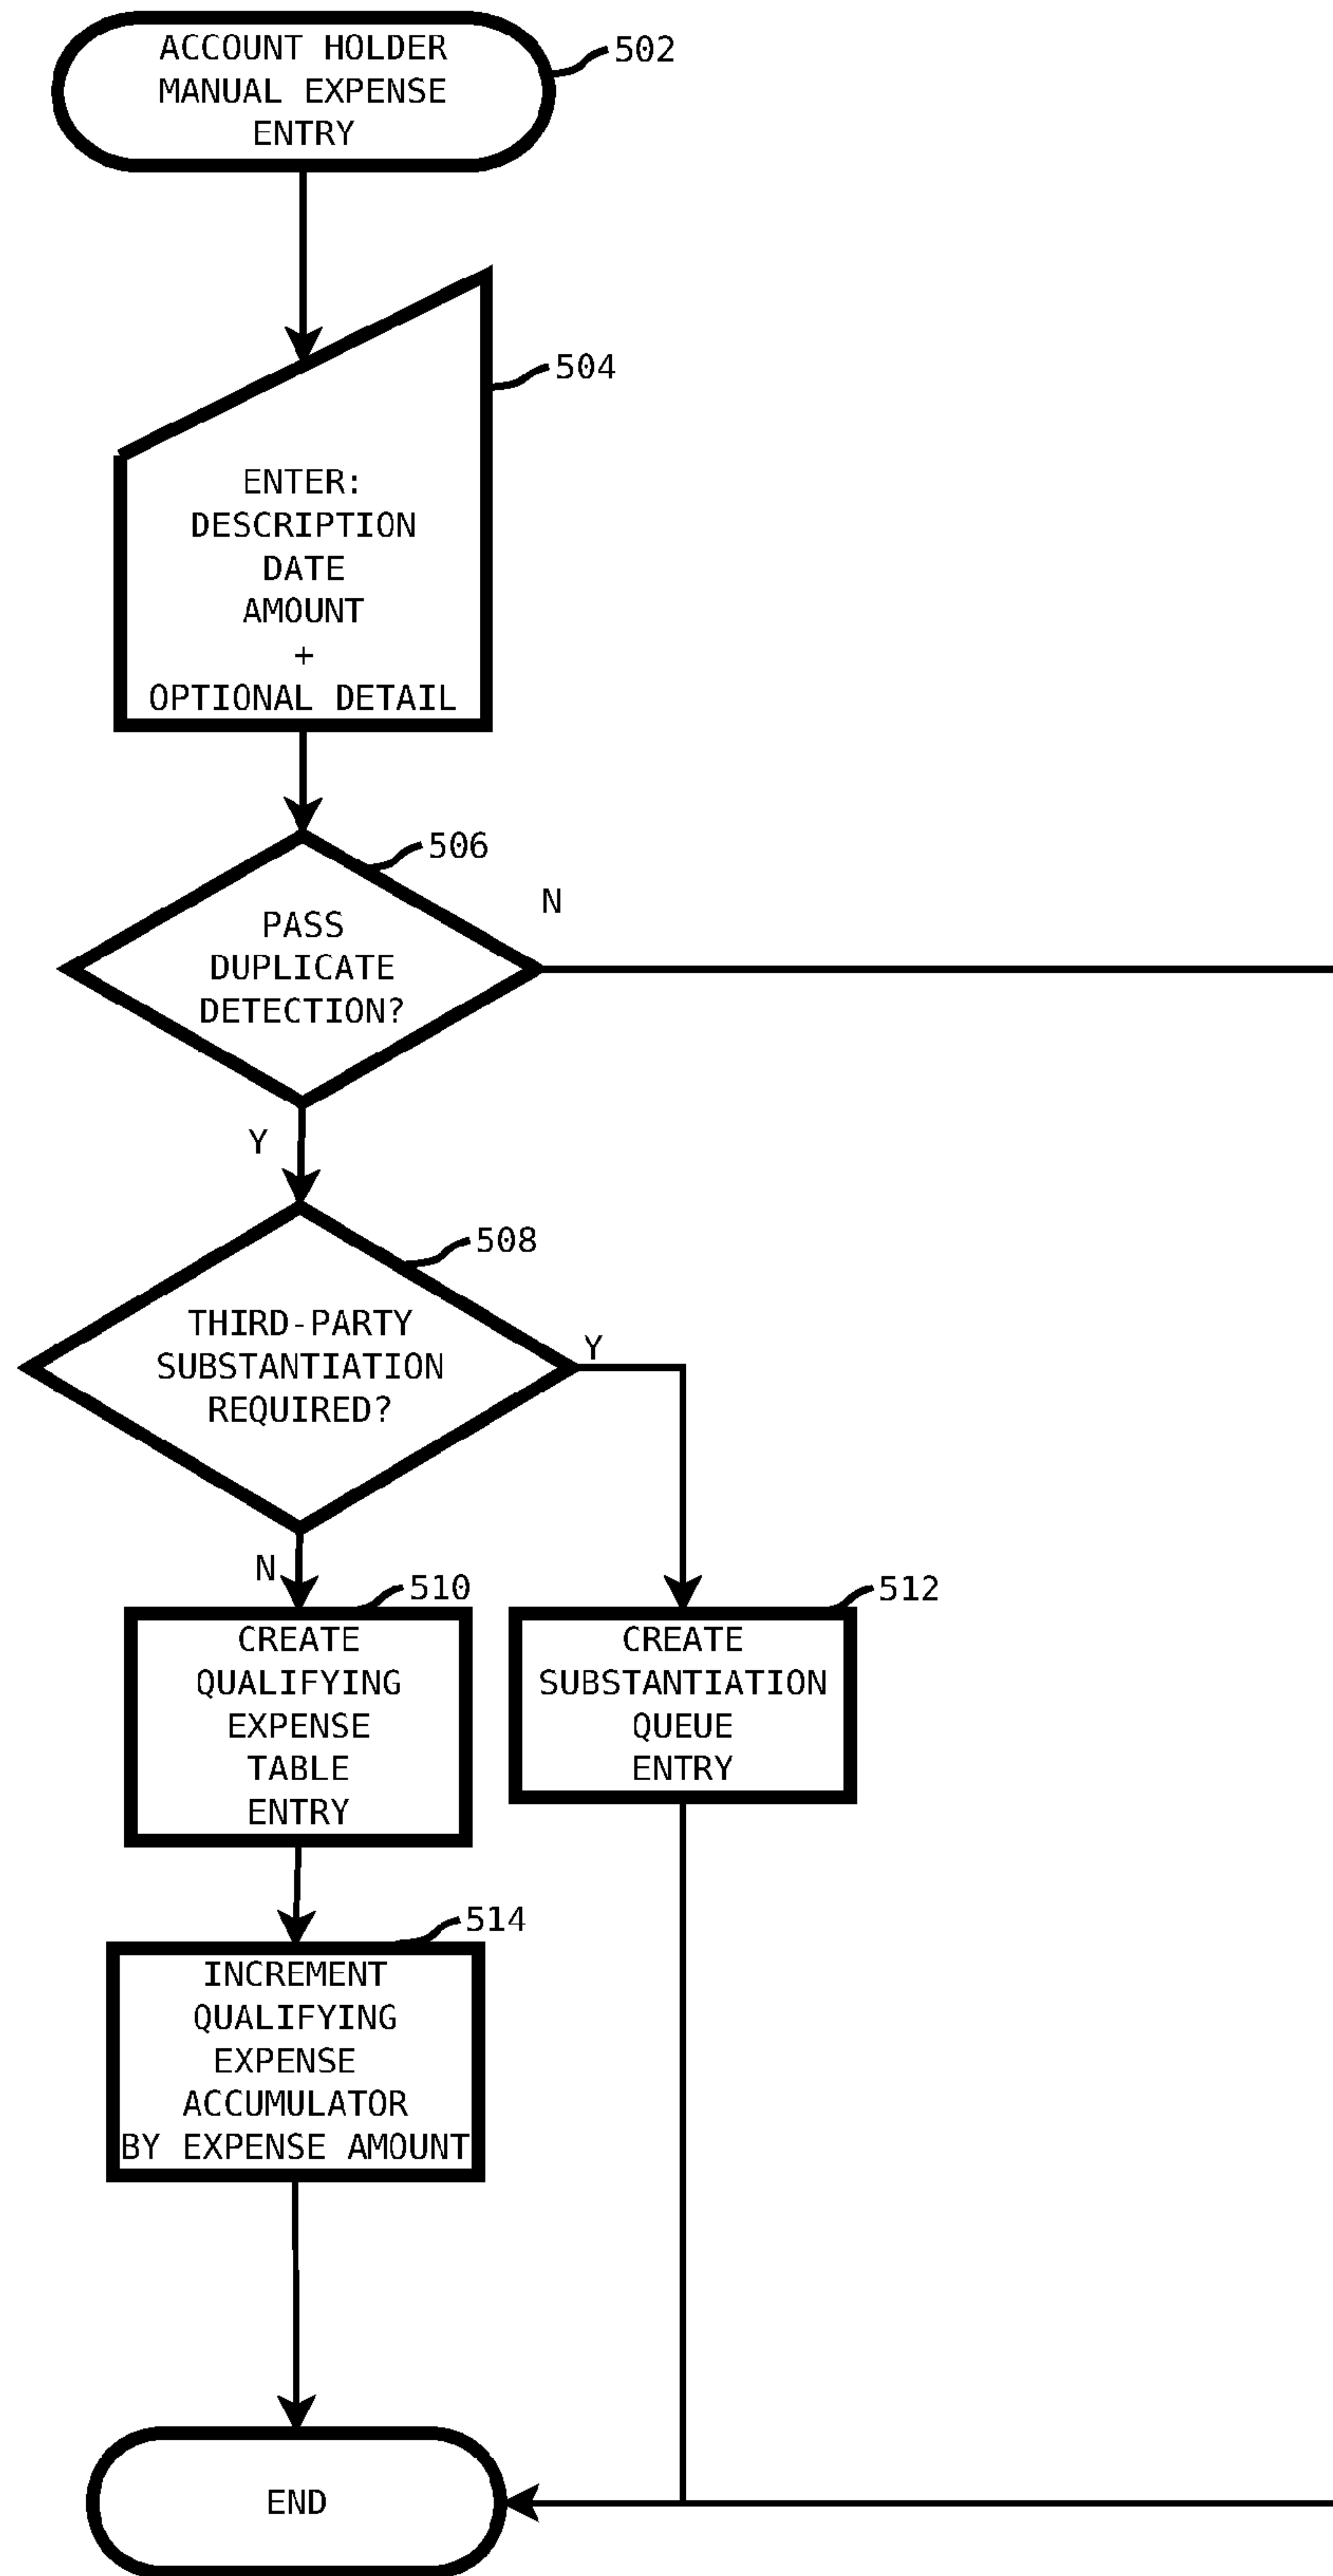 ACCOUNT HOLDER
MANUAL EXPENSE
ENTRY
502
504
ENTER:
DESCRIPTION
DATE
AMOUNT
+
OPTIONAL DETAIL
506
N
PASS
DUPLICATE
DETECTION?
Y
508
THIRD-PARTY
SUBSTANTIATION
REQUIRED?
Y
N
510
CREATE
QUALIFYING
EXPENSE
TABLE
ENTRY
512
CREATE
SUBSTANTIATION
QUEUE
ENTRY
514
INCREMENT
QUALIFYING
EXPENSE
ACCUMULATOR
BY EXPENSE AMOUNT
END